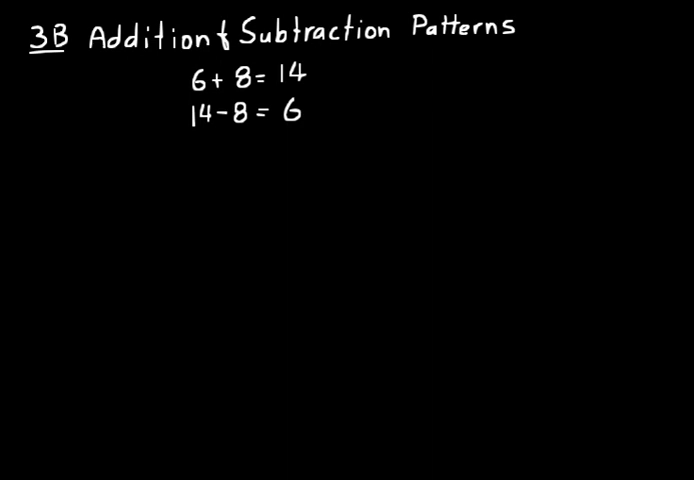 3B Addition & Subtraction Patterns
6 + 8 = 14
14 - 8 = 6